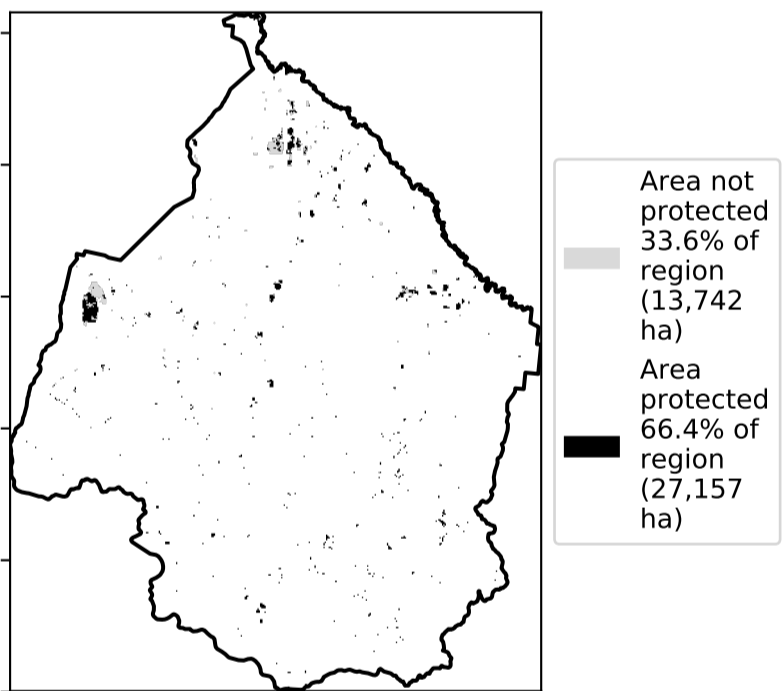 Area not
protected
33.6% of
region
(13,742
ha)
Area
protected
66.4% of
region
(27,157
ha)